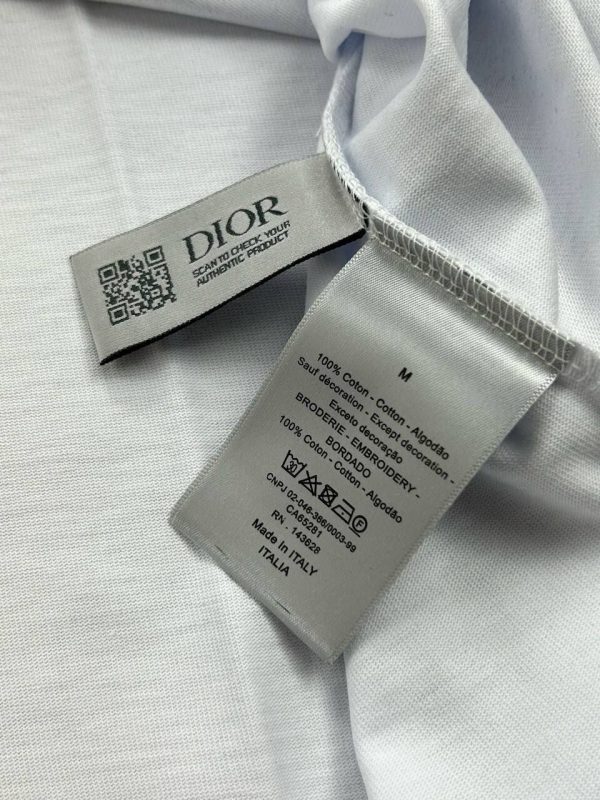 DIOR
SCAN TO CHECK YOUR
AUTHENTIC PRODUCT
M
100% Coton - Cotton - Algodão
Sauf décoration - Except decoration -
Exceto decoração
BRODERIE - EMBROIDERY -
BORDADO
100% Coton - Cotton - Algodão
30 F
CNPJ 02-046-366/0003-99
CA65281
RN - 143628
Made In ITALY
ITALIA